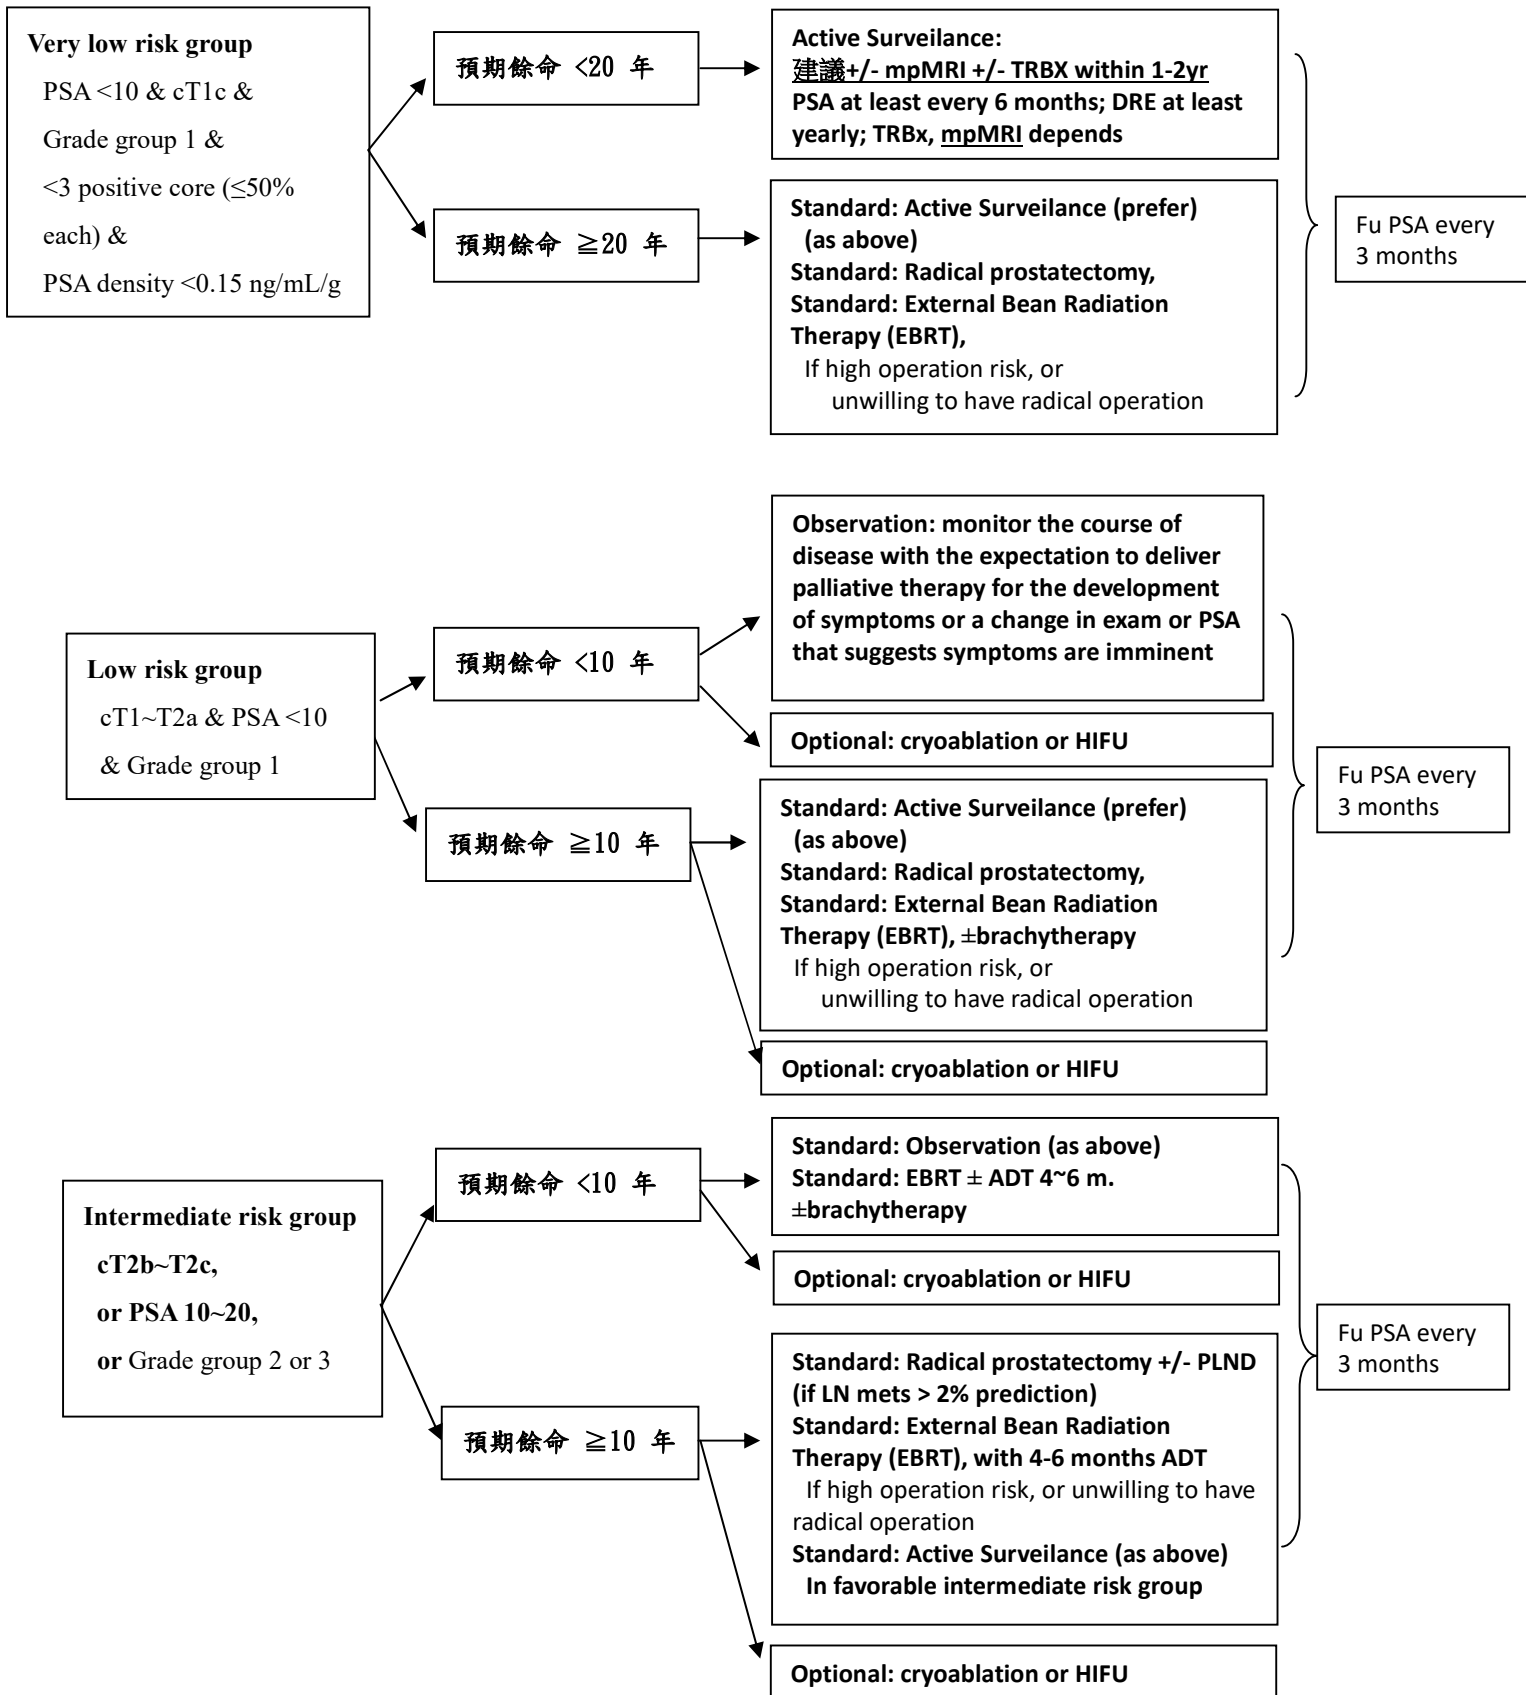 Very low risk group
PSA <10 & cT1c &
Grade group 1 &
<3 positive core (≤50%
each) &
PSA density <0.15 ng/mL/g
預期餘命 <20 年
Active Surveilance:
建議+/- mpMRI +/- TRBX within 1-2yr
PSA at least every 6 months; DRE at least
yearly; TRBx, mpMRI depends
預期餘命 ≧20 年
Standard: Active Surveilance (prefer)
(as above)
Standard: Radical prostatectomy,
Standard: External Bean Radiation
Therapy (EBRT),
If high operation risk, or
unwilling to have radical operation
Fu PSA every
3 months
Low risk group
cT1~T2a & PSA <10
& Grade group 1
預期餘命 <10 年
Observation: monitor the course of
disease with the expectation to deliver
palliative therapy for the development
of symptoms or a change in exam or PSA
that suggests symptoms are imminent
Optional: cryoablation or HIFU
預期餘命 ≧10 年
Standard: Active Surveilance (prefer)
(as above)
Standard: Radical prostatectomy,
Standard: External Bean Radiation
Therapy (EBRT), ±brachytherapy
If high operation risk, or
unwilling to have radical operation
Optional: cryoablation or HIFU
Fu PSA every
3 months
Intermediate risk group
cT2b~T2c,
or PSA 10~20,
or Grade group 2 or 3
預期餘命 <10 年
Standard: Observation (as above)
Standard: EBRT ± ADT 4~6 m.
±brachytherapy
Optional: cryoablation or HIFU
預期餘命 ≧10 年
Standard: Radical prostatectomy +/- PLND
(if LN mets > 2% prediction)
Standard: External Bean Radiation
Therapy (EBRT), with 4-6 months ADT
If high operation risk, or unwilling to have
radical operation
Standard: Active Surveilance (as above)
In favorable intermediate risk group
Optional: cryoablation or HIFU
Fu PSA every
3 months